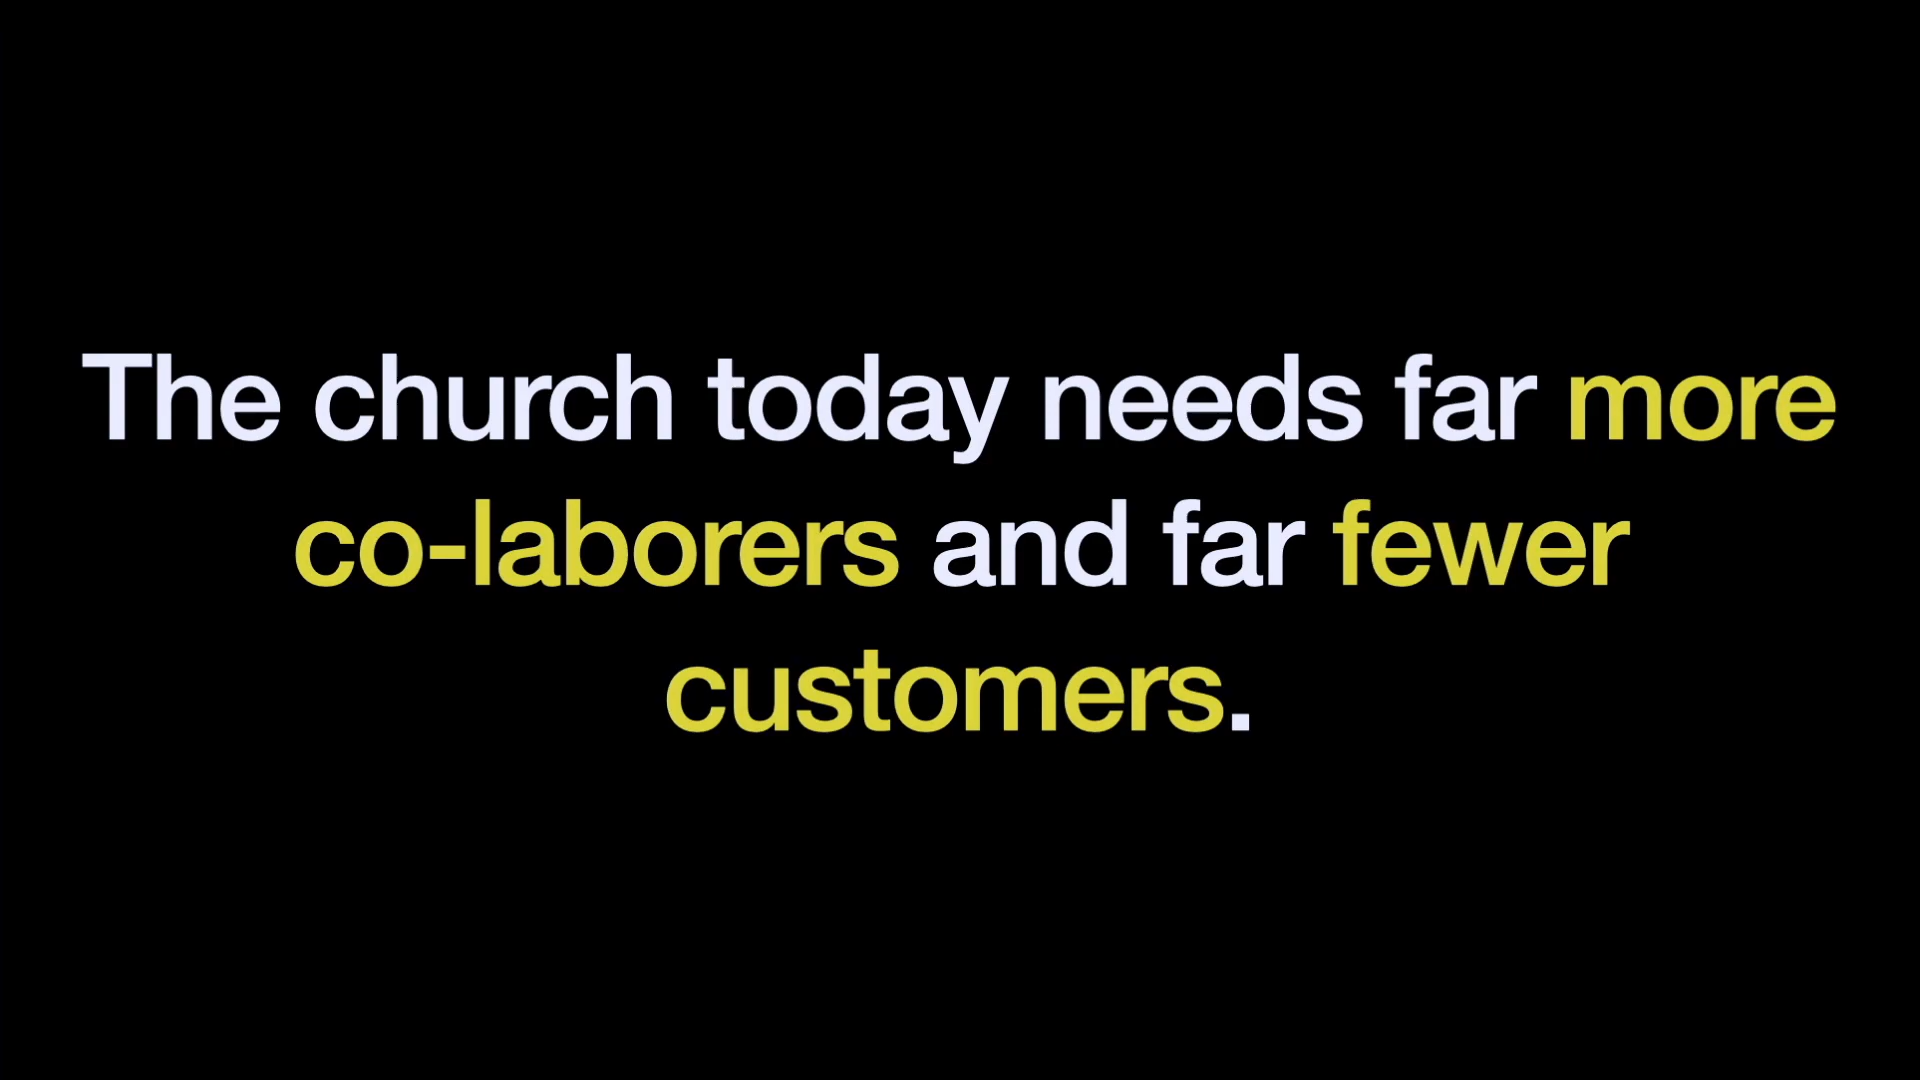 The church today needs far more
co-laborers and far fewer
customers.